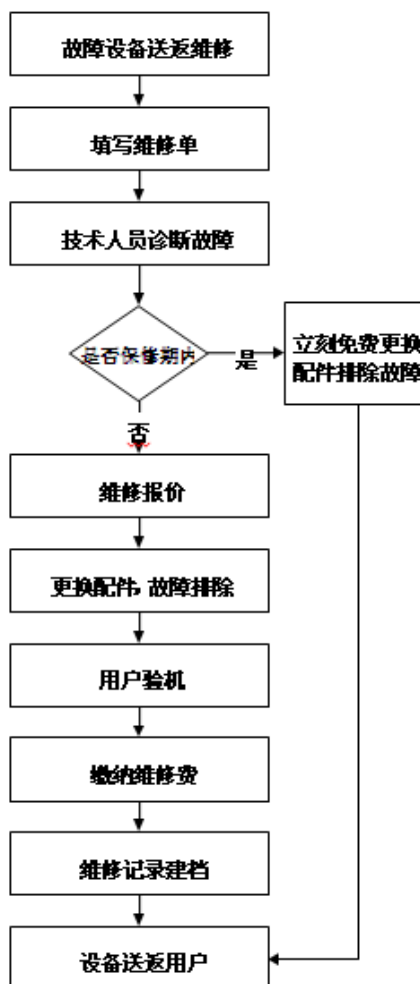 故障设备送返维修
填写维修单
技术人员诊断故障
是否保修期内
是
立刻免费更换
配件排除故障
否
维修报价
更换配件，故障排除
用户验机
缴纳维修费
维修记录建档
设备送返用户